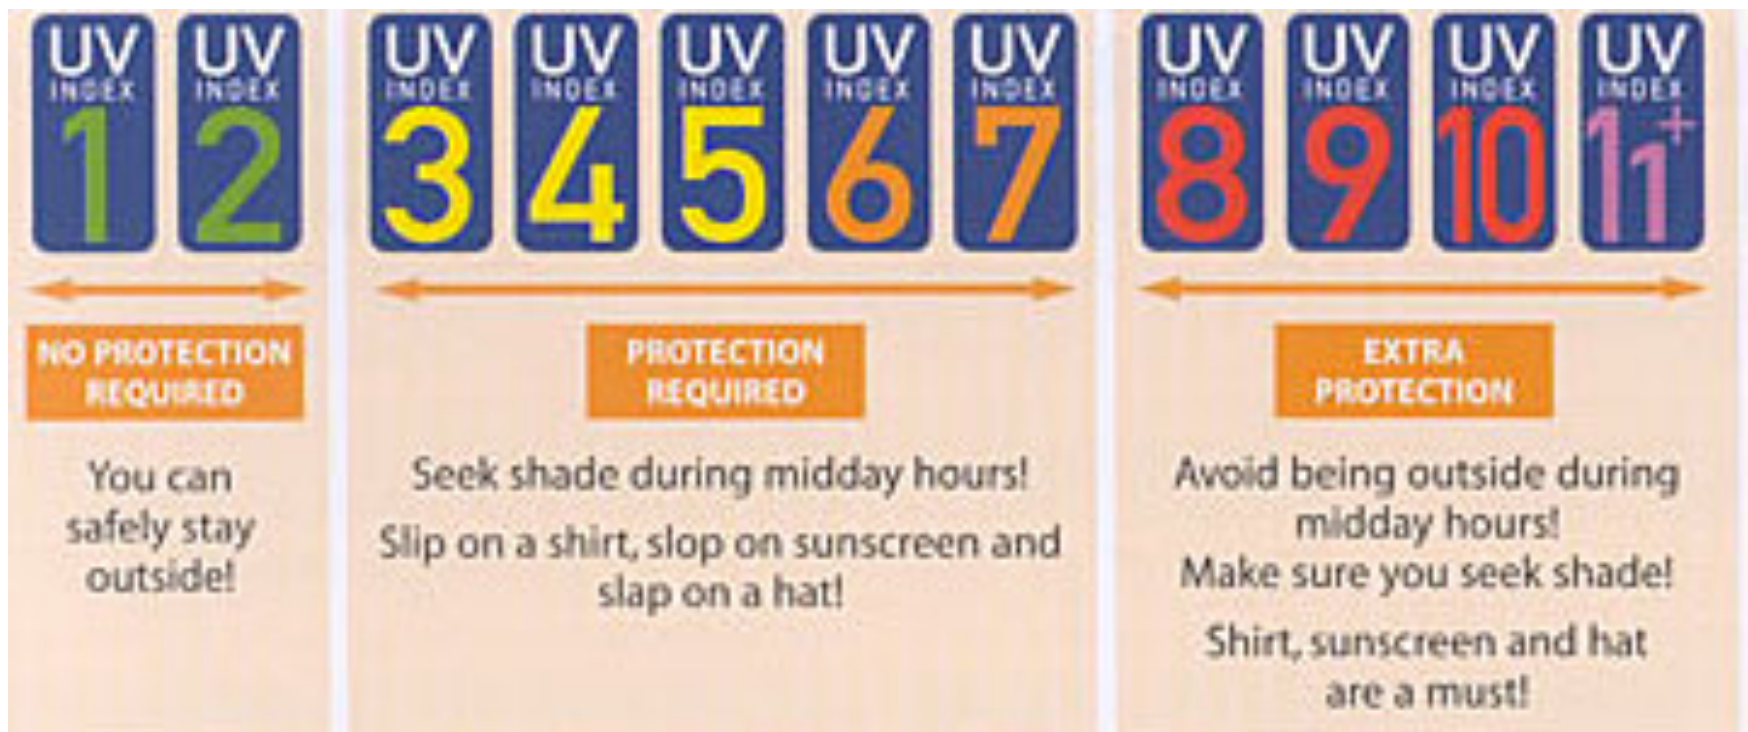 UV INDEX 1
UV INDEX 2
UV INDEX 3
UV INDEX 4
UV INDEX 5
UV INDEX 6
UV INDEX 7
UV INDEX 8
UV INDEX 9
UV INDEX 10
UV INDEX 11+
NO PROTECTION
REQUIRED
You can
safely stay
outside!
PROTECTION
REQUIRED
Seek shade during midday hours!
Slip on a shirt, slop on sunscreen and
slap on a hat!
EXTRA
PROTECTION
Avoid being outside during
midday hours!
Make sure you seek shade!
Shirt, sunscreen and hat
are a must!